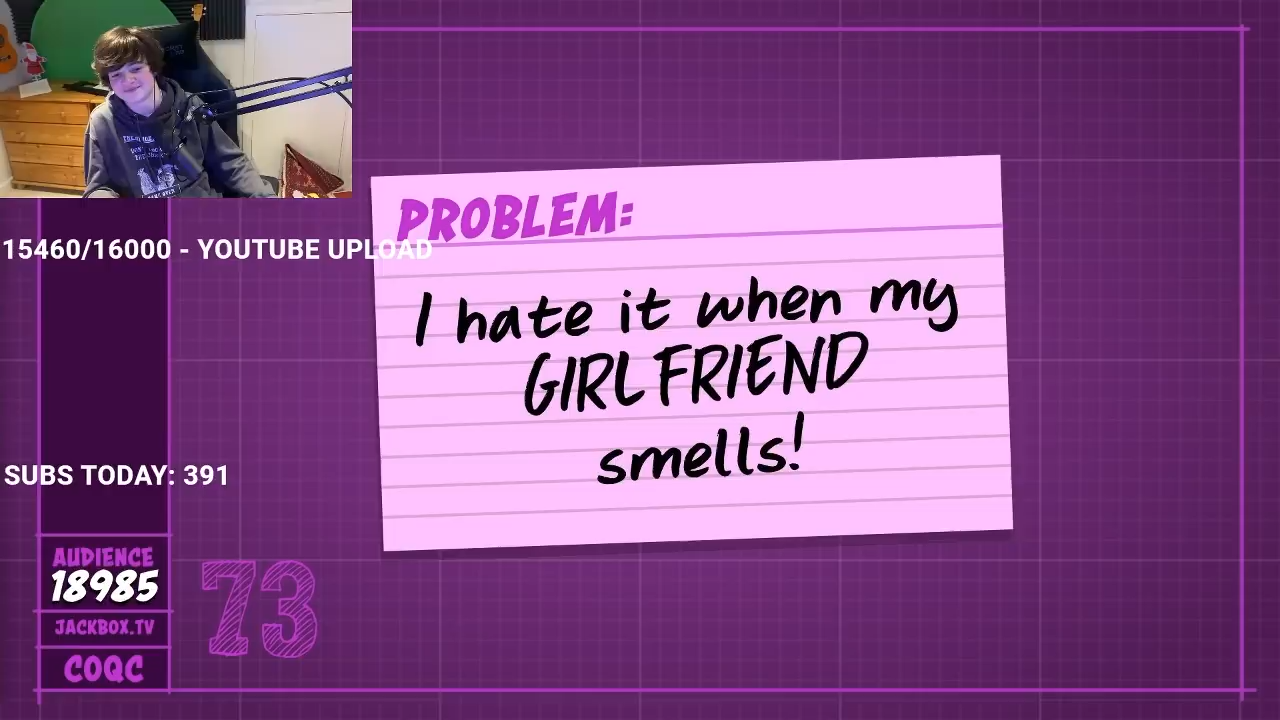 PROBLEM:
15460/16000 - YOUTUBE UPLOAD
I hate it when my
GIRLFRIEND
smells!
SUBS TODAY: 391
AUDIENCE
18985
JACKBOX.TV
COQC
73